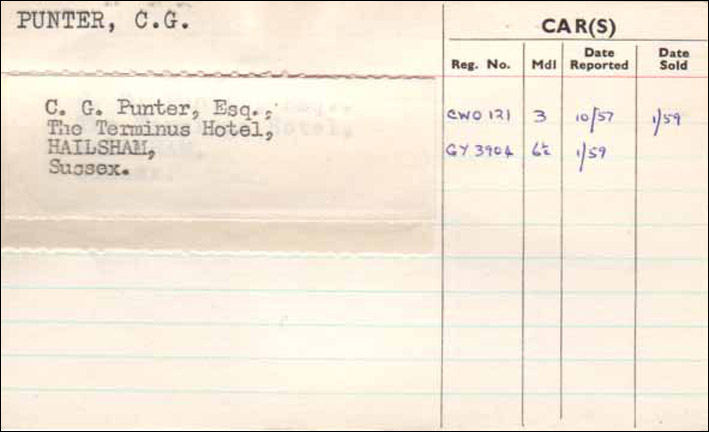 PUNTER, C.G.
C. G. Punter, Esq.,
The Terminus Hotel,
HAILSHAM,
Sussex.
CAR(S)
Reg. No. Mdl Date Reported Date Sold
CWO 121 3 10/57 1/59
GY 3904 6½ 1/59